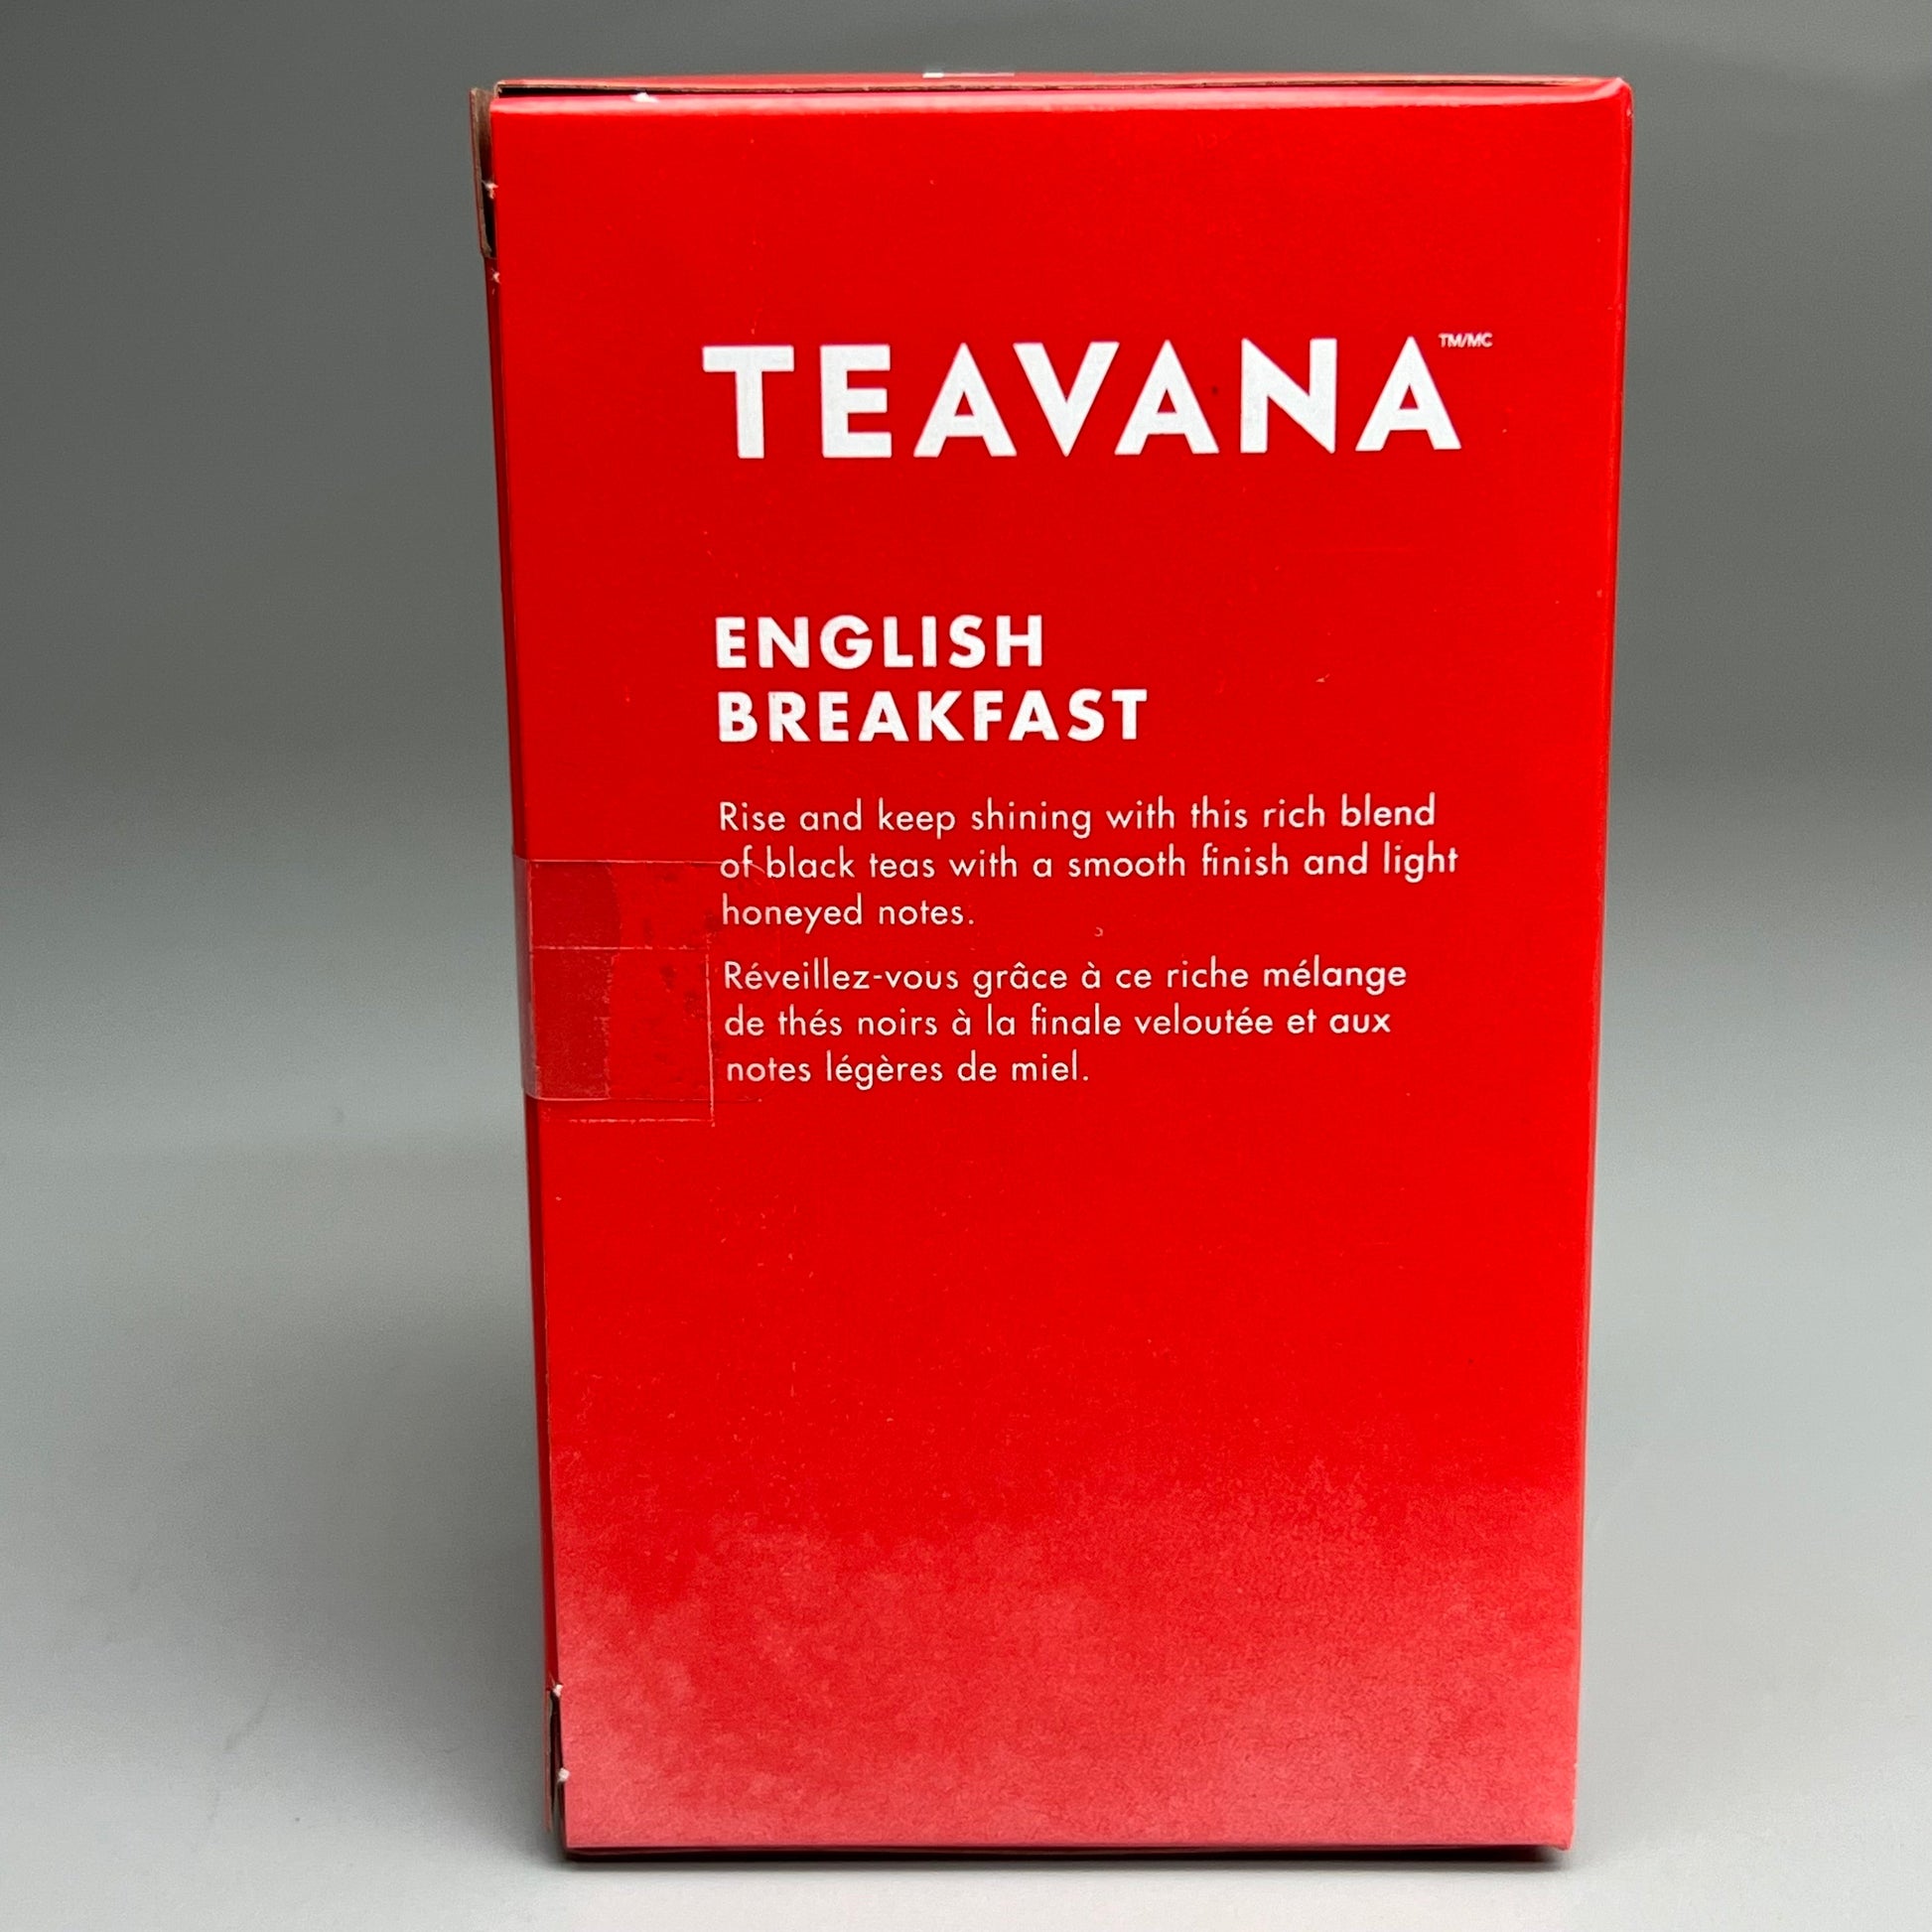 TEAVANA TM/MC
ENGLISH
BREAKFAST
Rise and keep shining with this rich blend
of black teas with a smooth finish and light
honeyed notes.
Réveillez-vous grâce à ce riche mélange
de thés noirs à la finale veloutée et aux
notes légères de miel.